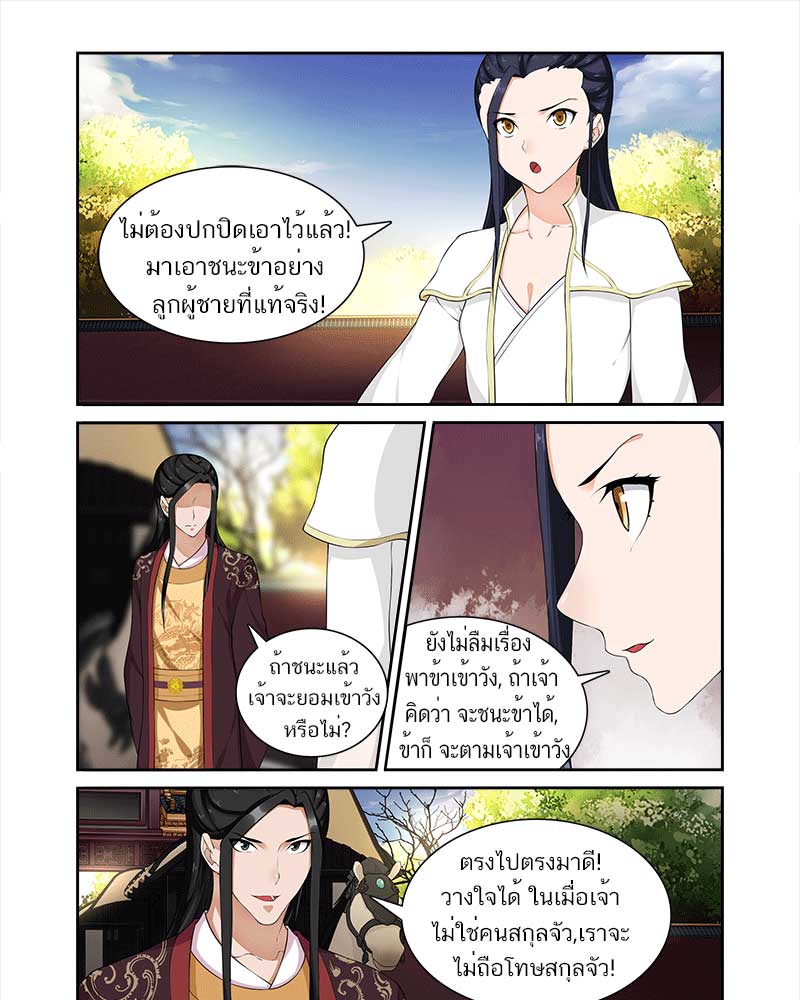 ไม่ต้องปกปิดเอาไว้แล้ว!
มาเอาชนะข้าอย่าง
ลูกผู้ชายที่แท้จริง!
ถ้าชนะแล้ว
เจ้าจะยอมเข้าวัง
หรือไม่?
ยังไม่ลืมเรื่อง
พาข้าเข้าวัง, ถ้าเจ้า
คิดว่า จะชนะข้าได้,
ข้าก็ จะตามเจ้าเข้าวัง
ตรงไปตรงมาดี!
วางใจได้ ในเมื่อเจ้า
ไม่ใช่คนสกุลจัว,เราจะ
ไม่ถือโทษสกุลจัว!